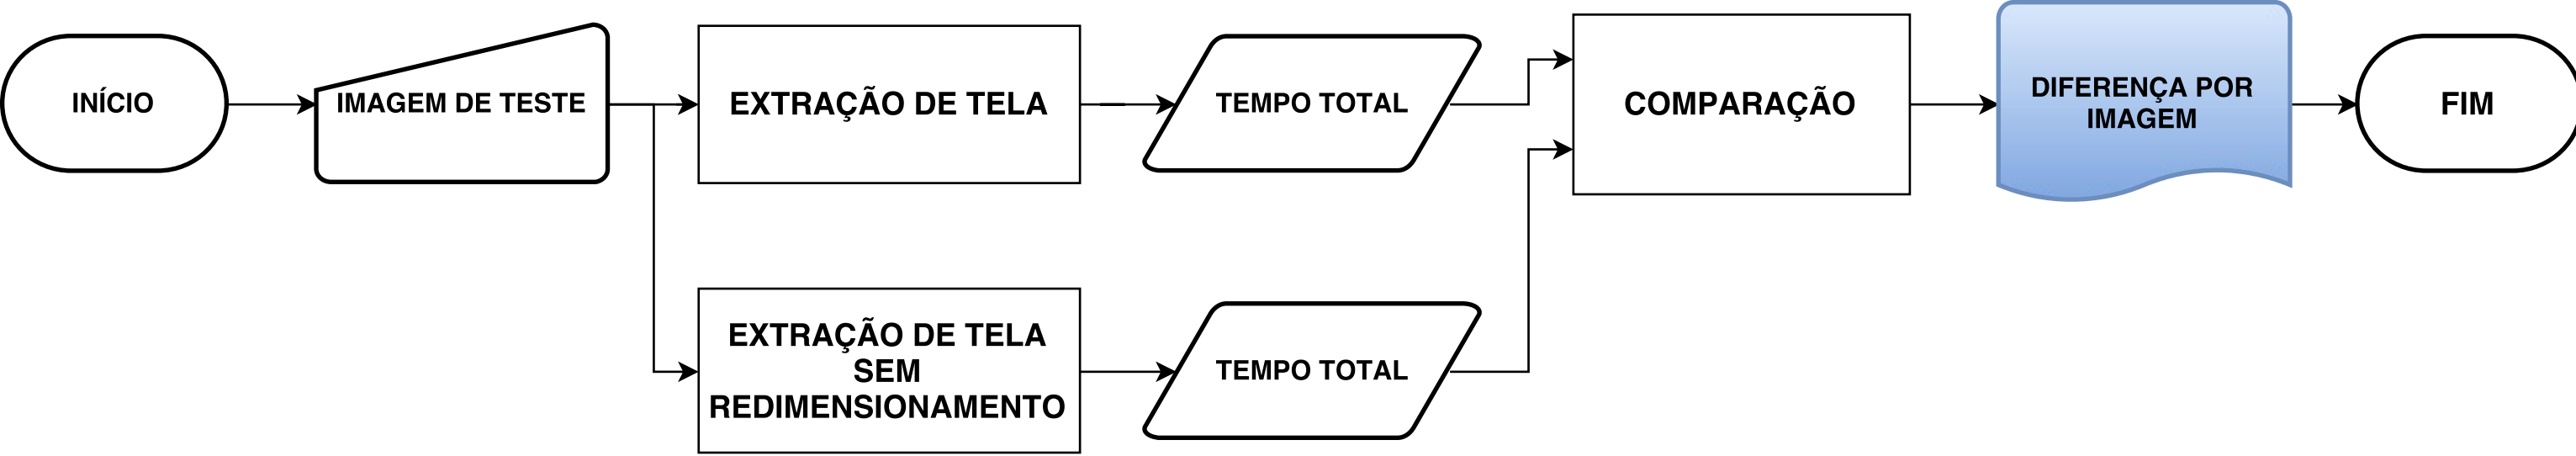 INÍCIO
IMAGEM DE TESTE
EXTRAÇÃO DE TELA
TEMPO TOTAL
COMPARAÇÃO
DIFERENÇA POR
IMAGEM
FIM
EXTRAÇÃO DE TELA
SEM
REDIMENSIONAMENTO
TEMPO TOTAL